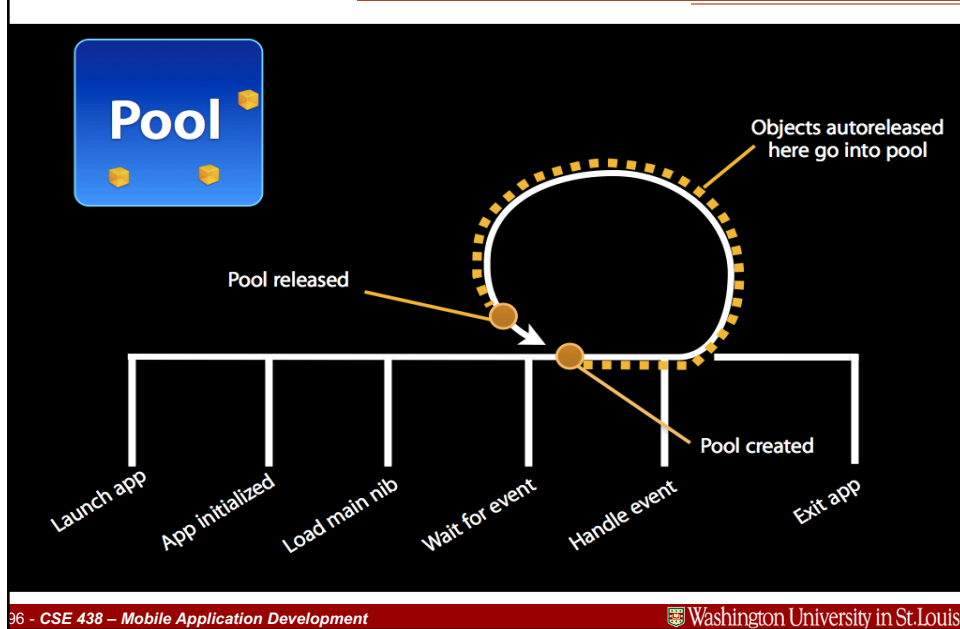 Pool
Objects autoreleased
here go into pool
Pool released
Pool created
Launch app
App initialized
Load main nib
Wait for event
Handle event
Exit app
96 - CSE 438 – Mobile Application Development
Washington University in St.Louis